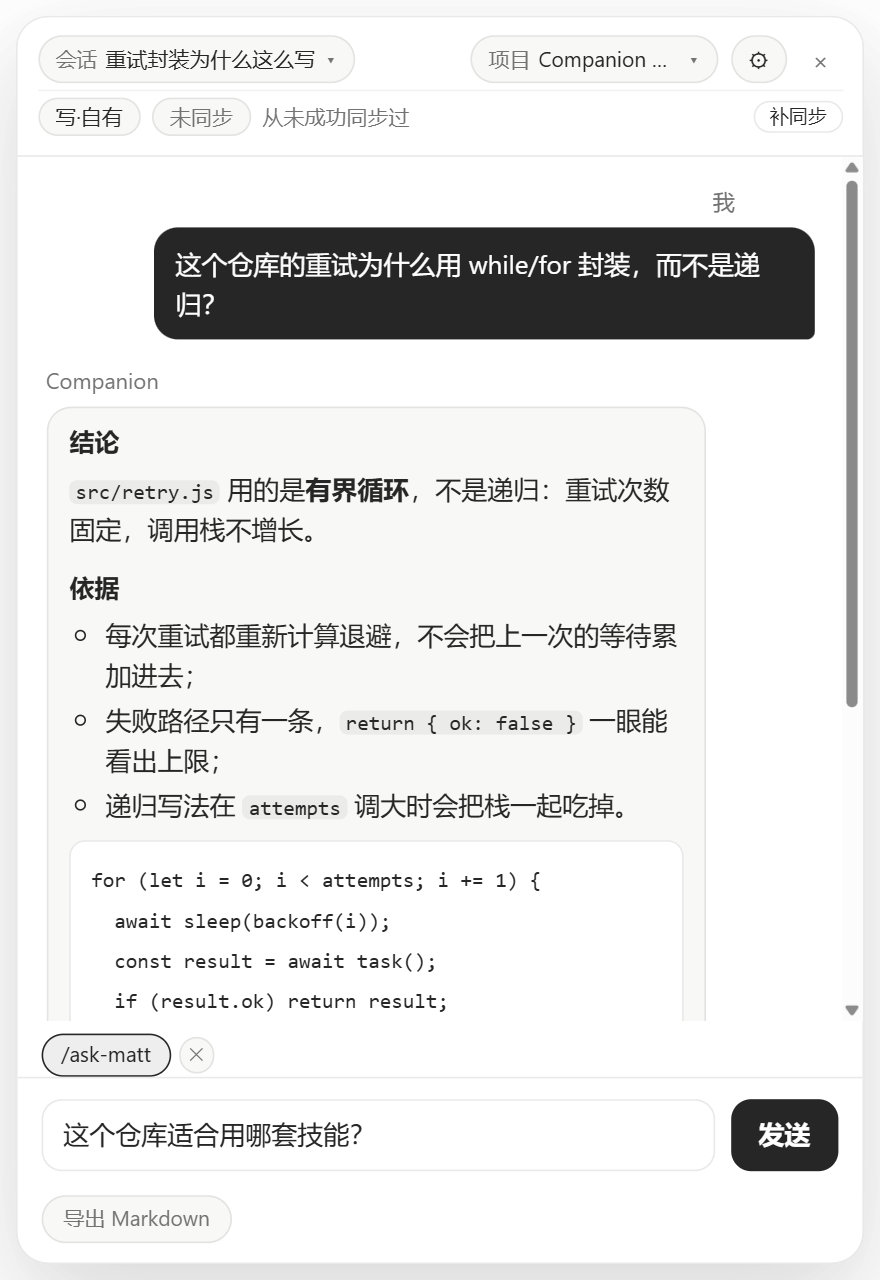 会话 重试封装为什么这么写 ▾ 项目 Companion ... ▾ ×
写·自有 未同步 从未成功同步过 补同步
我
这个仓库的重试为什么用 while/for 封装，而不是递
归？
Companion
结论
src/retry.js 用的是有界循环，不是递归：重试次数
固定，调用栈不增长。
依据
每次重试都重新计算退避，不会把上一次的等待累
加进去；
失败路径只有一条，return { ok: false } 一眼能
看出上限；
递归写法在 attempts 调大时会把栈一起吃掉。
for (let i = 0; i < attempts; i += 1) {
  await sleep(backoff(i));
  const result = await task();
  if (result.ok) return result;
/ask-matt ×
这个仓库适合用哪套技能？ 发送
导出 Markdown